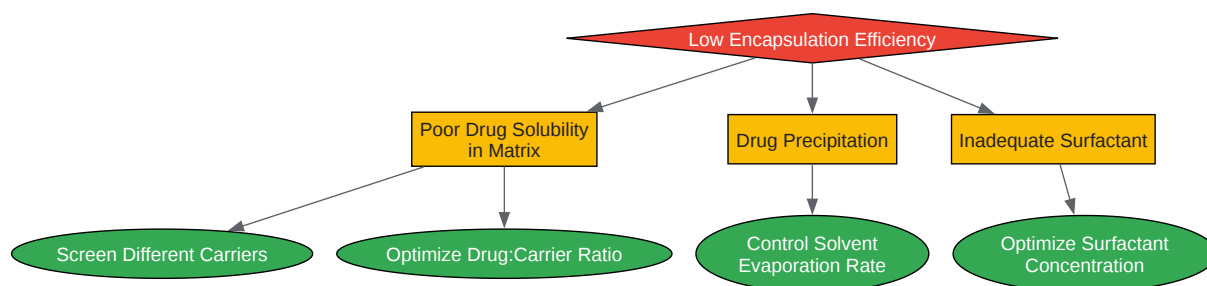 Low Encapsulation Efficiency
Poor Drug Solubility
in Matrix
Drug Precipitation
Inadequate Surfactant
Screen Different Carriers
Optimize Drug:Carrier Ratio
Control Solvent
Evaporation Rate
Optimize Surfactant
Concentration